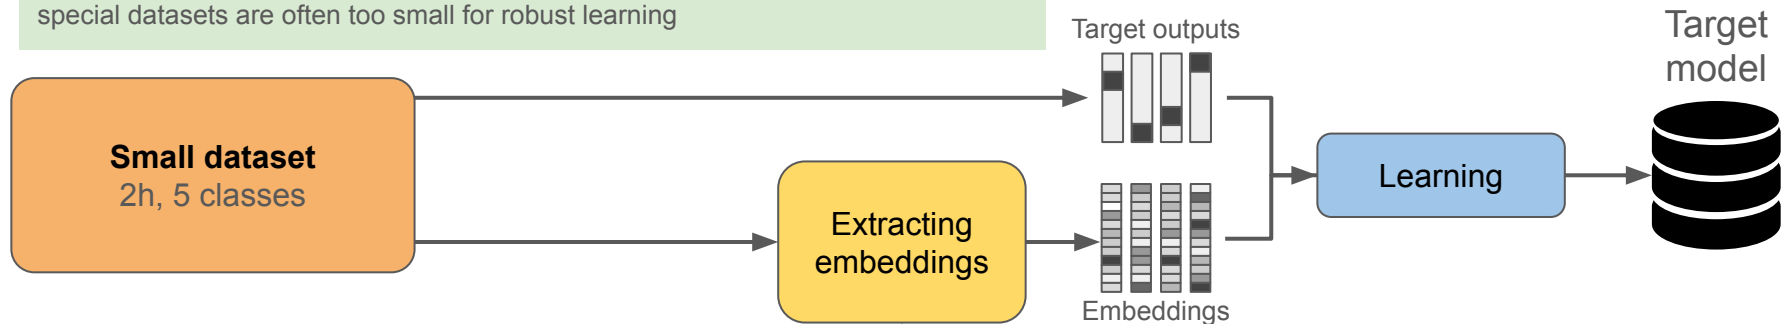 special datasets are often too small for robust learning
Target outputs
Target
model
Small dataset
2h, 5 classes
Extracting
embeddings
Learning
Embeddings